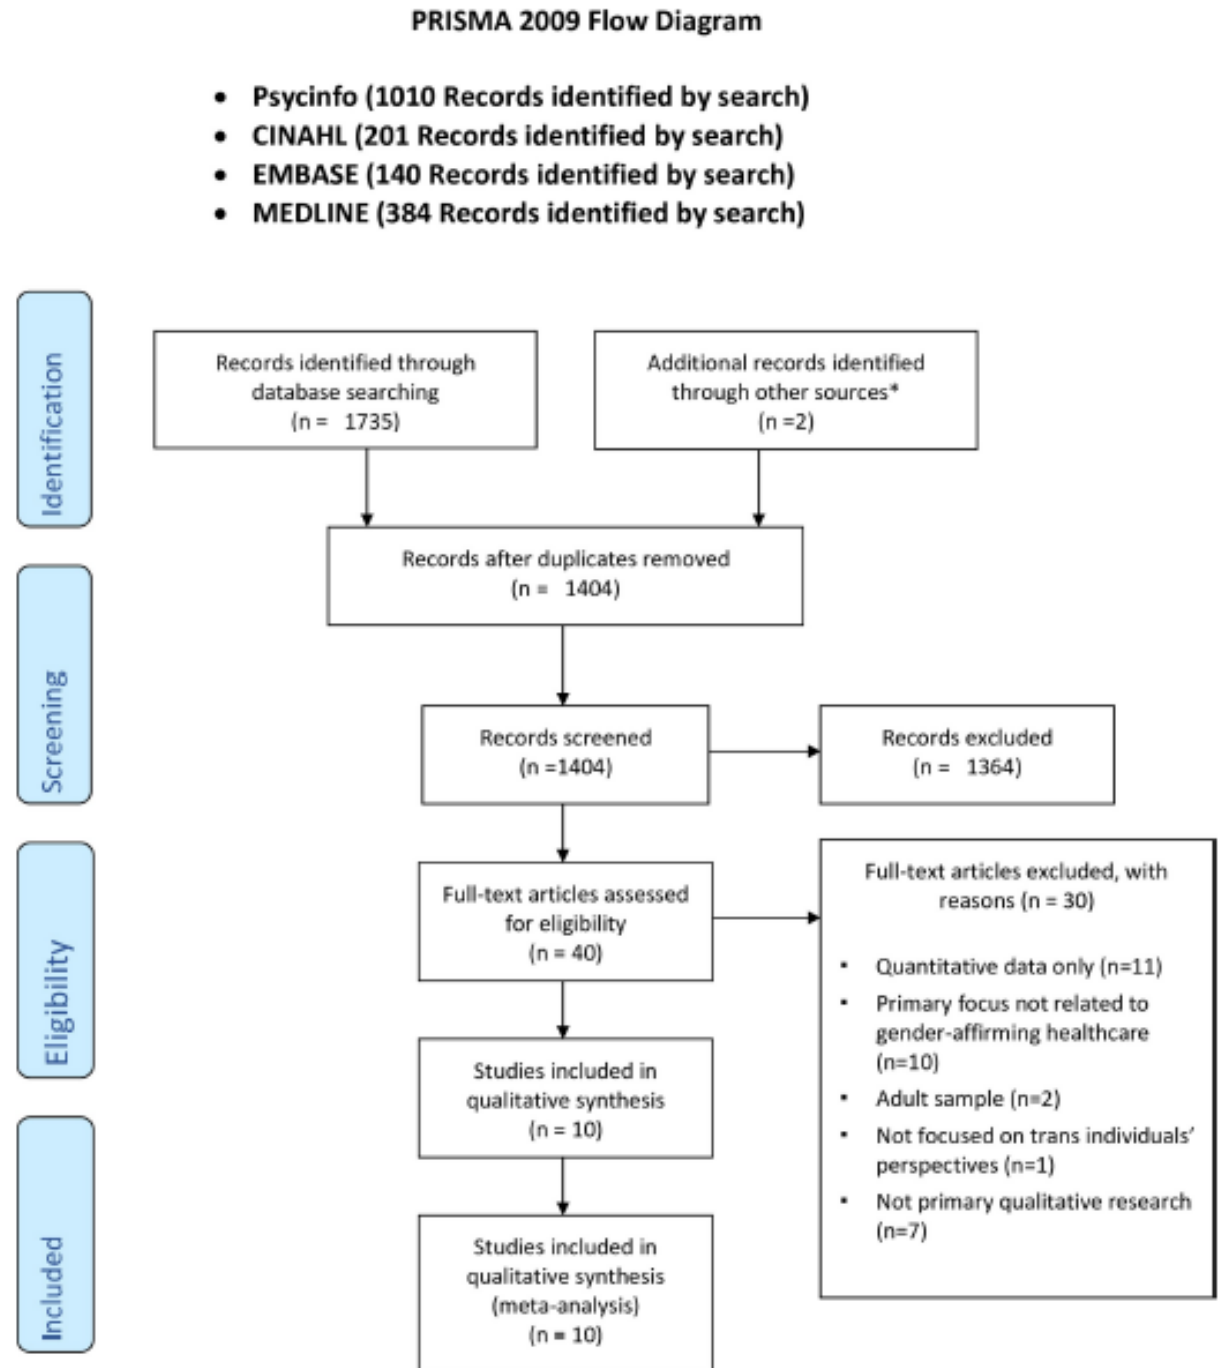 PRISMA 2009 Flow Diagram
• Psycinfo (1010 Records identified by search)
• CINAHL (201 Records identified by search)
• EMBASE (140 Records identified by search)
• MEDLINE (384 Records identified by search)
Identification
Records identified through
database searching
(n = 1735)
Additional records identified
through other sources*
(n =2)
Records after duplicates removed
(n = 1404)
Screening
Records screened
(n =1404)
Records excluded
(n = 1364)
Eligibility
Full-text articles assessed
for eligibility
(n = 40)
Full-text articles excluded, with
reasons (n = 30)
▪ Quantitative data only (n=11)
▪ Primary focus not related to
gender-affirming healthcare
(n=10)
▪ Adult sample (n=2)
▪ Not focused on trans individuals’
perspectives (n=1)
▪ Not primary qualitative research
(n=7)
Studies included in
qualitative synthesis
(n = 10)
Included
Studies included in
qualitative synthesis
(meta-analysis)
(n = 10)